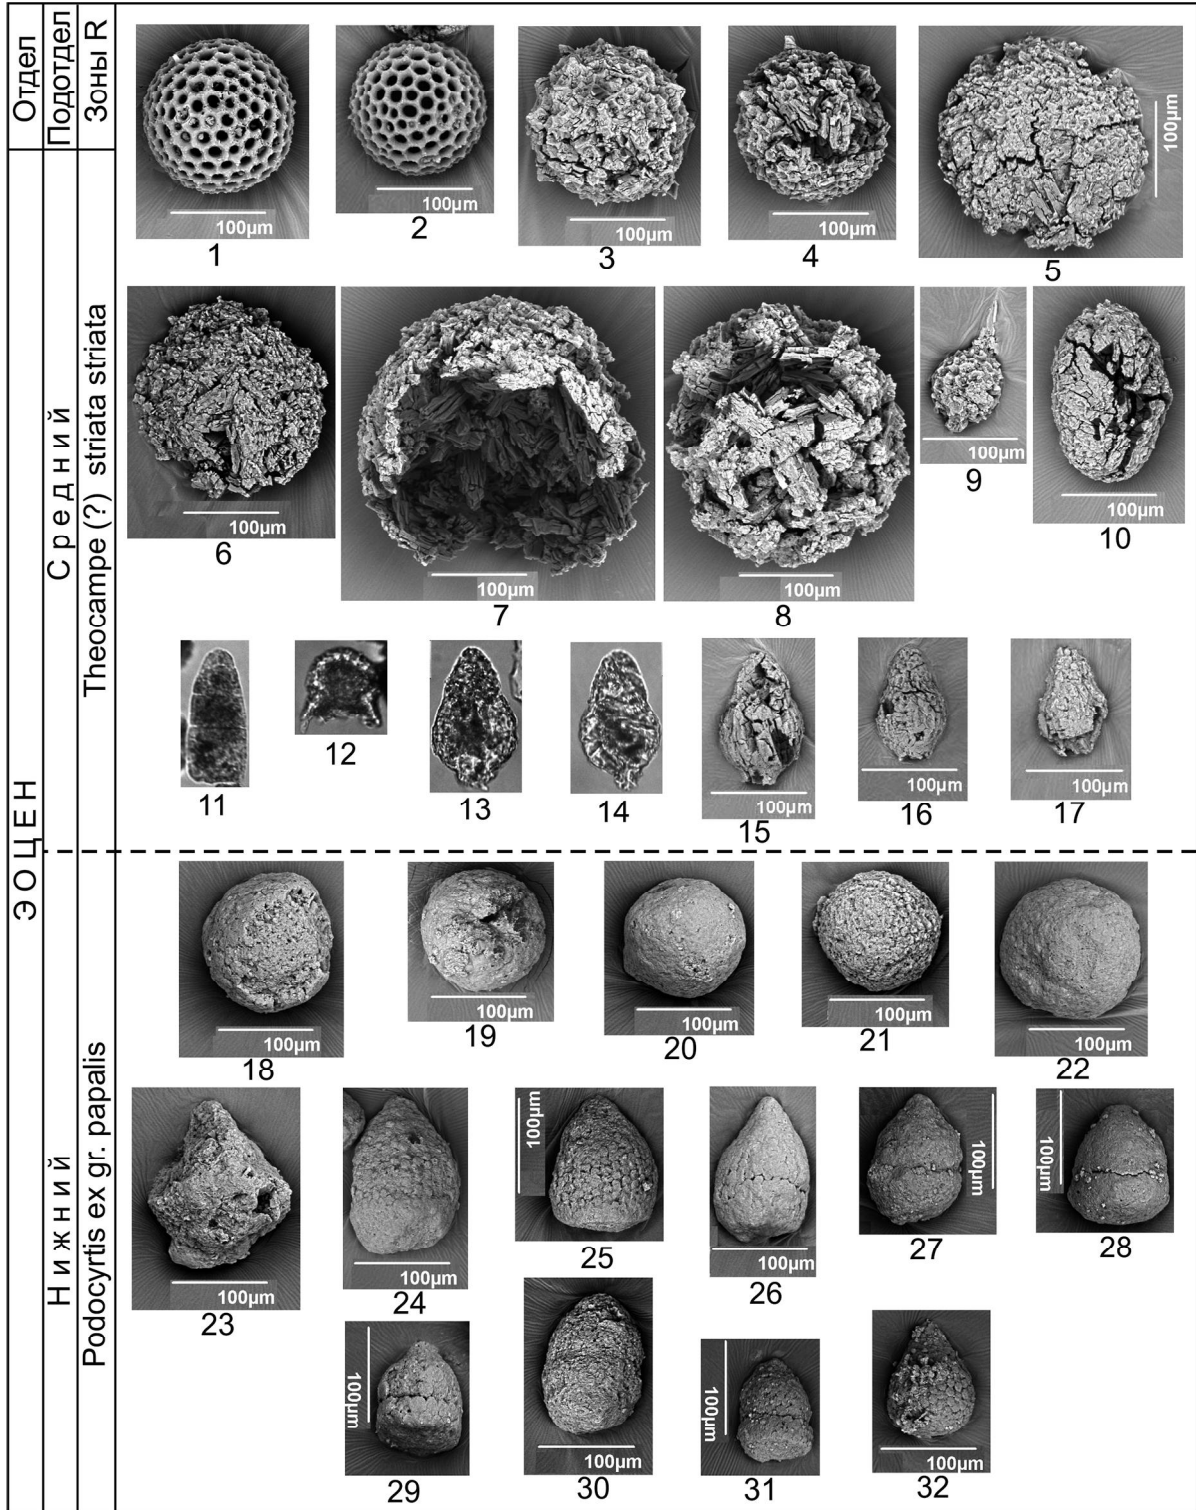 Отдел
Подотдел
Зоны R
ЭОЦЕН
Средний
Theocampe (?) striata striata
100µm
1
100µm
2
100µm
3
100µm
4
100µm
5
100µm
6
100µm
7
100µm
8
100µm
9
100µm
10
11
12
13
14
100µm
15
100µm
16
100µm
17
Нижний
Podocyrtis ex gr. papalis
100µm
18
100µm
19
100µm
20
100µm
21
100µm
22
100µm
23
100µm
24
100µm
25
100µm
26
100µm
27
100µm
28
100µm
29
100µm
30
100µm
31
100µm
32